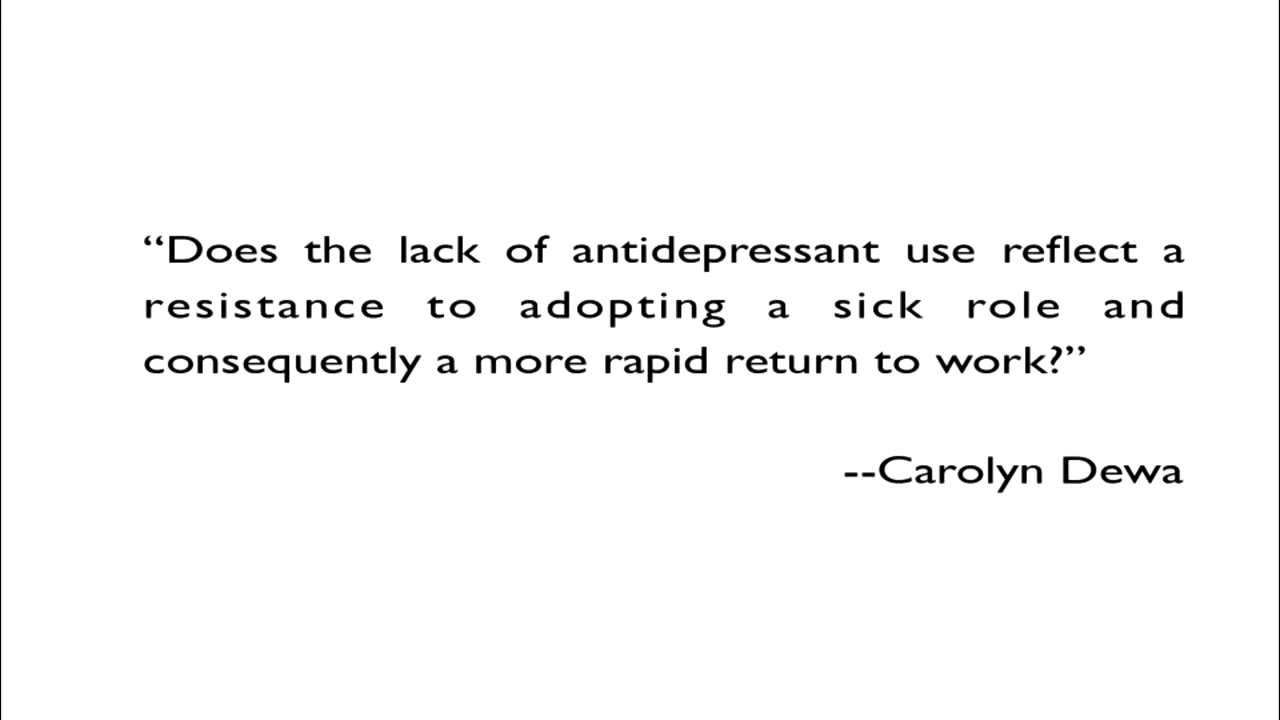 “Does the lack of antidepressant use reflect a
resistance to adopting a sick role and
consequently a more rapid return to work?”
--Carolyn Dewa